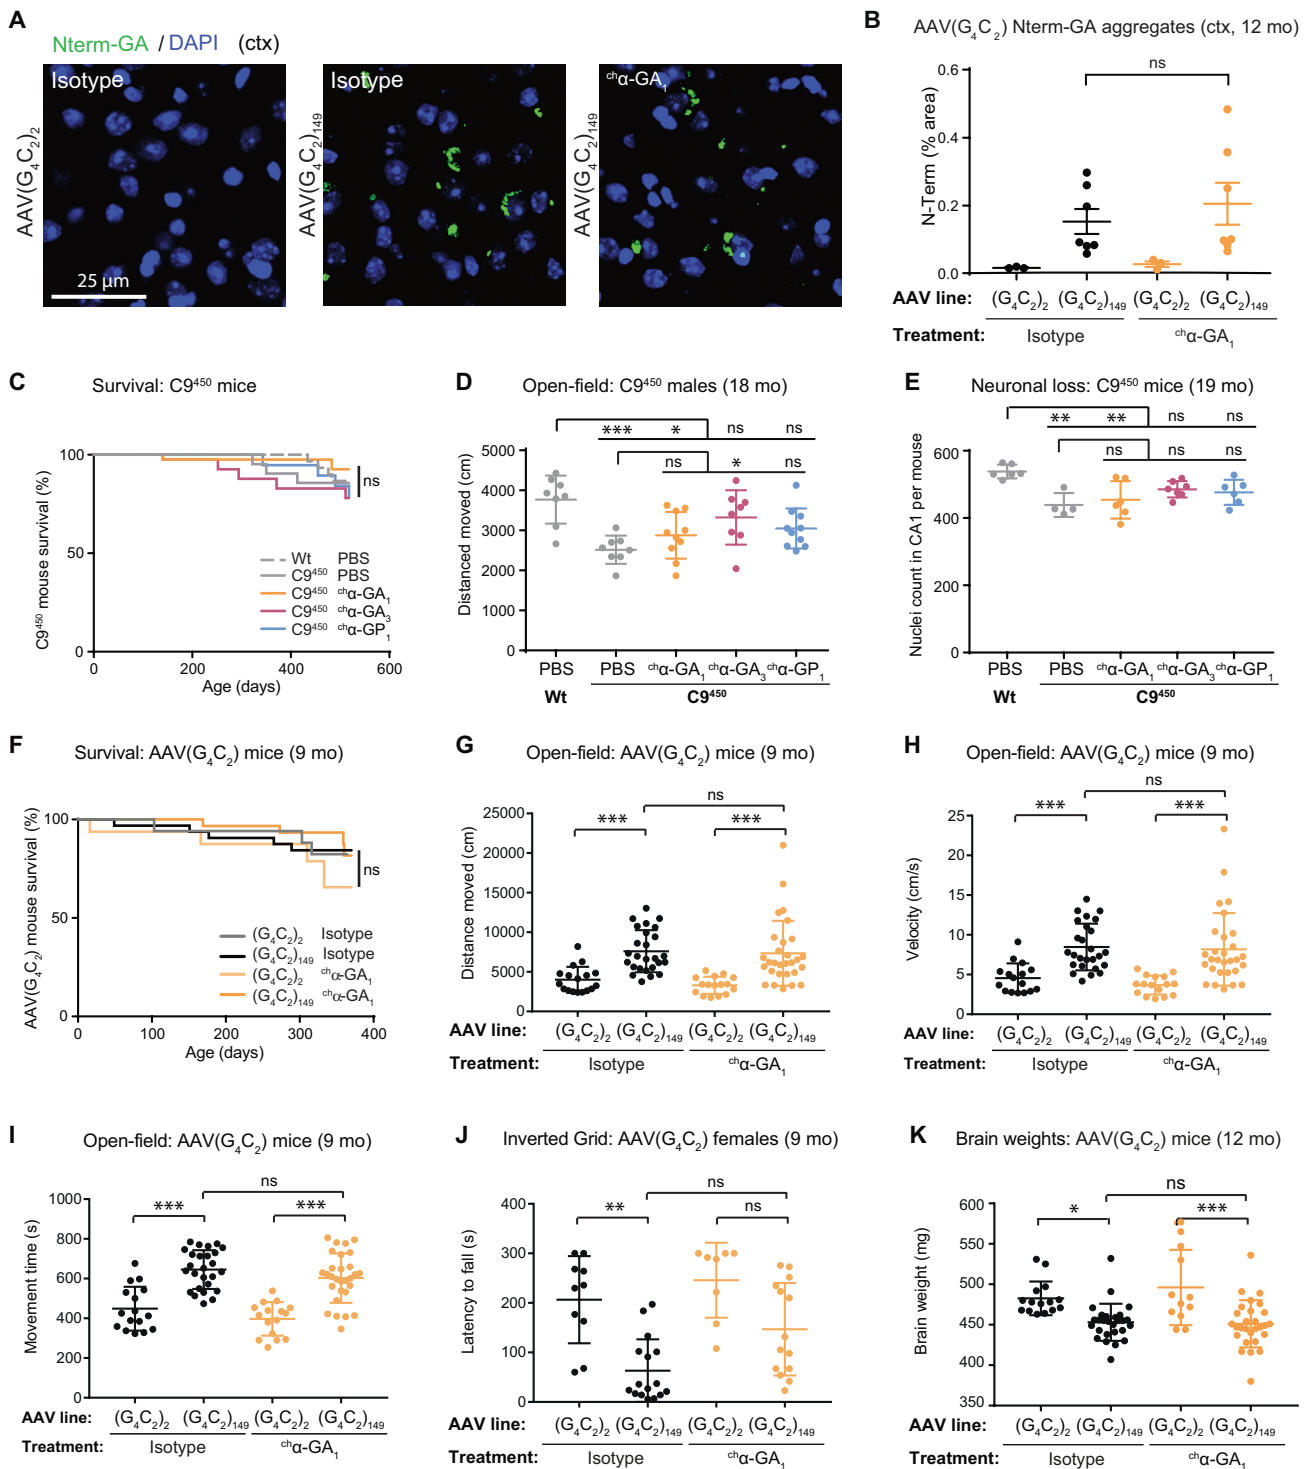 A
Nterm-GA / DAPI (ctx)
AAV(G4C2)2
Isotype
25 µm
AAV(G4C2)149
Isotype
AAV(G4C2)149
chα-GA1
B
AAV(G4C2) Nterm-GA aggregates (ctx, 12 mo)
N-Term (% area)
0.6
0.4
0.2
0.0
ns
AAV line: (G4C2)2 (G4C2)149 (G4C2)2 (G4C2)149
Treatment: Isotype chα-GA1
C
Survival: C9450 mice
C9450 mouse survival (%)
100
50
0
ns
Wt PBS
C9450 PBS
C9450 chα-GA1
C9450 chα-GA3
C9450 chα-GP1
0 200 400 600
Age (days)
D
Open-field: C9450 males (18 mo)
Distanced moved (cm)
*** * ns ns
ns * ns
5000
4000
3000
2000
1000
0
PBS PBS chα-GA1 chα-GA3 chα-GP1
Wt C9450
E
Neuronal loss: C9450 mice (19 mo)
Nuclei count in CA1 per mouse
** ** ns ns
ns ns ns
600
400
200
0
PBS PBS chα-GA1 chα-GA3 chα-GP1
Wt C9450
F
Survival: AAV(G4C2) mice (9 mo)
AAV(G4C2) mouse survival (%)
100
50
0
ns
(G4C2)2 Isotype
(G4C2)149 Isotype
(G4C2)2 chα-GA1
(G4C2)149 chα-GA1
0 100 200 300 400
Age (days)
G
Open-field: AAV(G4C2) mice (9 mo)
Distance moved (cm)
ns
*** ***
25000
20000
15000
10000
5000
0
AAV line: (G4C2)2 (G4C2)149 (G4C2)2 (G4C2)149
Treatment: Isotype chα-GA1
H
Open-field: AAV(G4C2) mice (9 mo)
Velocity (cm/s)
ns
*** ***
25
20
15
10
5
0
AAV line: (G4C2)2 (G4C2)149 (G4C2)2 (G4C2)149
Treatment: Isotype chα-GA1
I
Open-field: AAV(G4C2) mice (9 mo)
Movement time (s)
ns
*** ***
1000
800
600
400
200
0
AAV line: (G4C2)2 (G4C2)149 (G4C2)2 (G4C2)149
Treatment: Isotype chα-GA1
J
Inverted Grid: AAV(G4C2) females (9 mo)
Latency to fall (s)
ns
** ns
400
300
200
100
0
AAV line: (G4C2)2 (G4C2)149 (G4C2)2 (G4C2)149
Treatment: Isotype chα-GA1
K
Brain weights: AAV(G4C2) mice (12 mo)
Brain weight (mg)
ns
* ***
600
550
500
450
400
350
AAV line: (G4C2)2 (G4C2)149 (G4C2)2 (G4C2)149
Treatment: Isotype chα-GA1